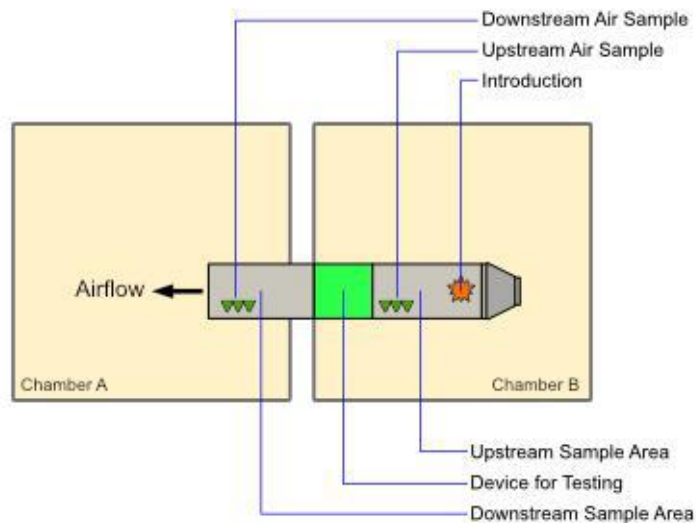 Downstream Air Sample
Upstream Air Sample
Introduction
Airflow
Chamber A
Chamber B
Upstream Sample Area
Device for Testing
Downstream Sample Area